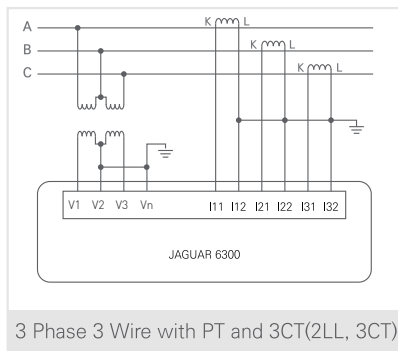 A K L
B K L
C K L
V1 V2 V3 Vn I11 I12 I21 I22 I31 I32
JAGUAR 6300
3 Phase 3 Wire with PT and 3CT(2LL, 3CT)